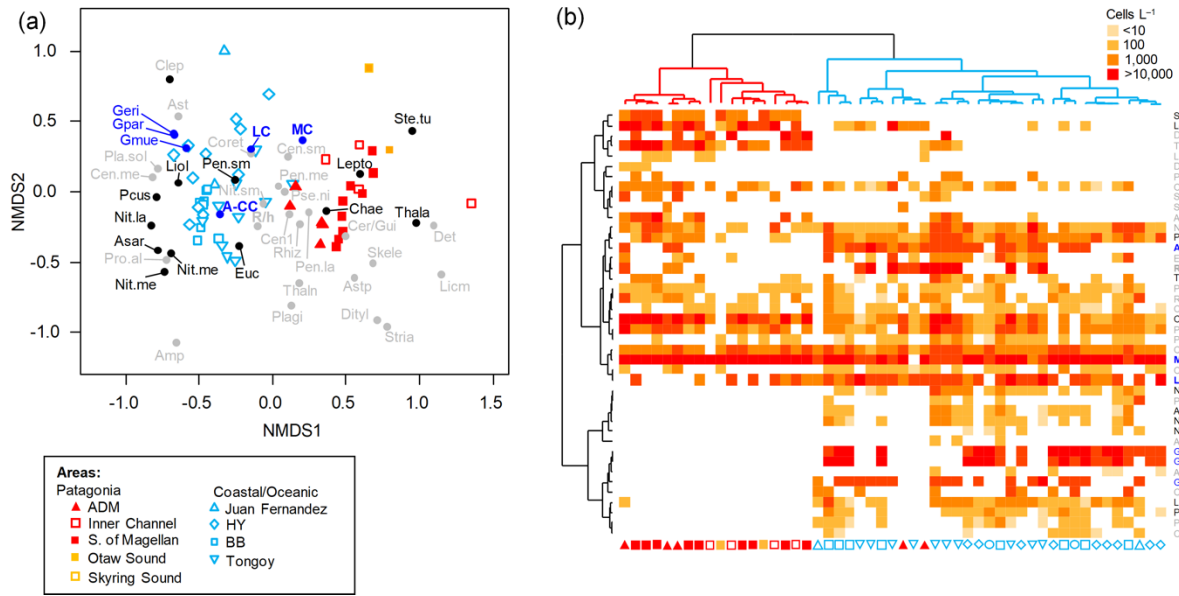 (a)
NMDS2
1.0
0.5
0.0
-0.5
-1.0
Clep
Ast
Geri
Gpar
Gmue
LC
MC
Ste.tu
Coret
Cen.sm
Pla.sol
Cen.me
Liol
Pen.sm
Pen.me
Lepto
Pcus
Nit.sm
Pse.ni
Chae
Nit.la
A-CC
R/h
Cen1
Rhiz
Cer/Gui
Thala
Det
Asar
Pro.al
Nit.me
Nit.me
Euc
Pen.la
Skele
Thaln
Astp
Licm
Plagi
Dityl
Stria
Amp
-1.0
-0.5
0.0
0.5
1.0
1.5
NMDS1
Areas:
Patagonia
ADM
Inner Channel
S. of Magellan
Otaw Sound
Skyring Sound
Coastal/Oceanic
Juan Fernandez
HY
BB
Tongoy
(b)
Cells L⁻¹
<10
100
1,000
>10,000
S
L
D
T
L
D
P
C
S
S
A
N
P
A
E
R
T
P
R
C
C
P
P
C
M
C
L
N
P
A
N
N
A
G
G
A
G
C
L
P
P
C